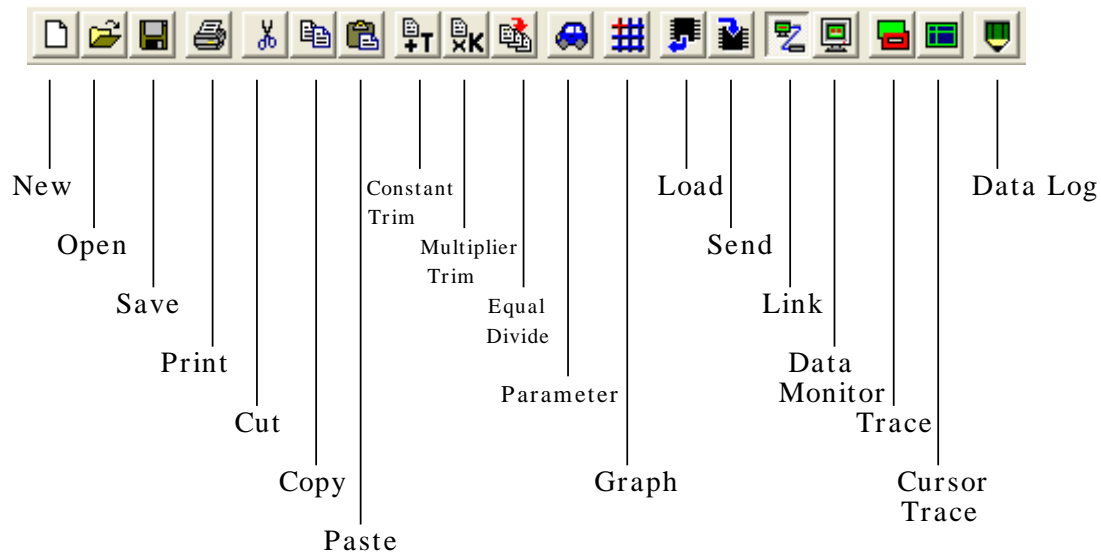 +T
×K
New
Open
Save
Print
Cut
Copy
Paste
Constant
Trim
Multiplier
Trim
Equal
Divide
Parameter
Graph
Load
Send
Link
Data
Monitor
Trace
Cursor
Trace
Data Log